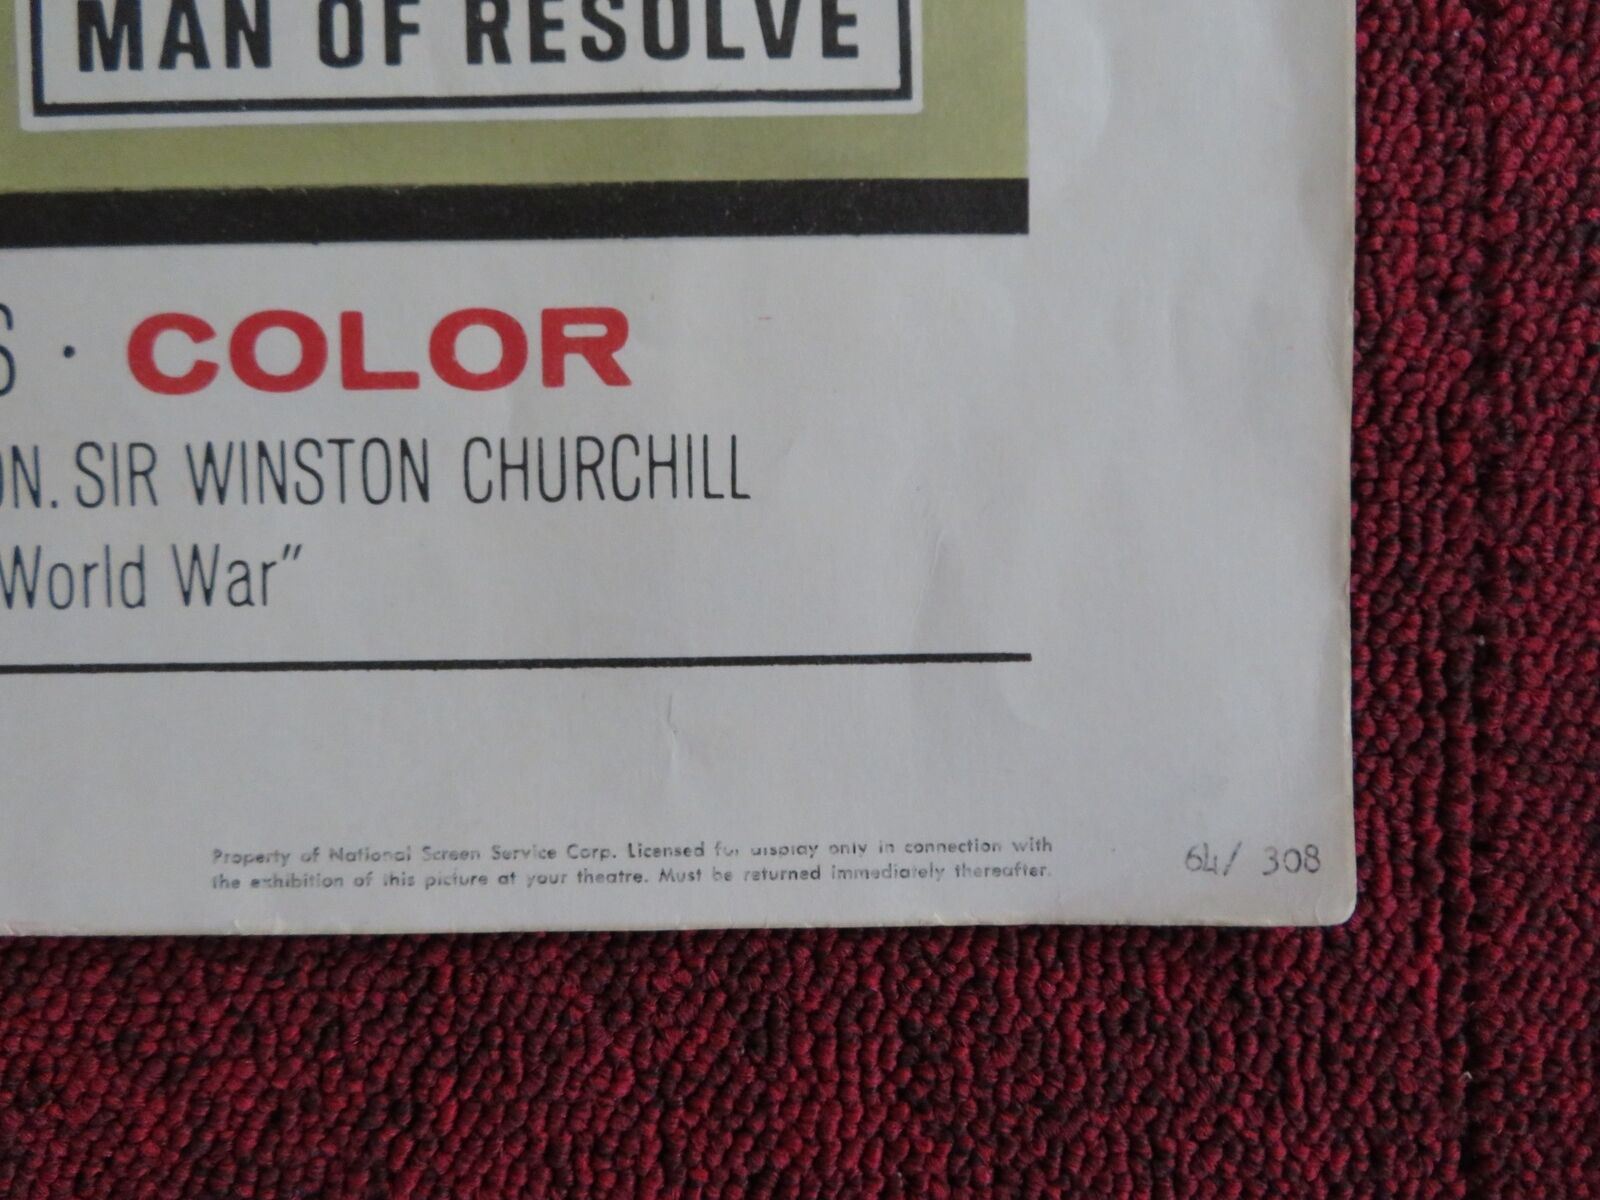 MAN OF RESOLVE
S · COLOR
ON. SIR WINSTON CHURCHILL
World War"
Property of National Screen Service Corp. Licensed for display only in connection with
the exhibition of this picture at your theatre. Must be returned immediately thereafter.
64/ 308